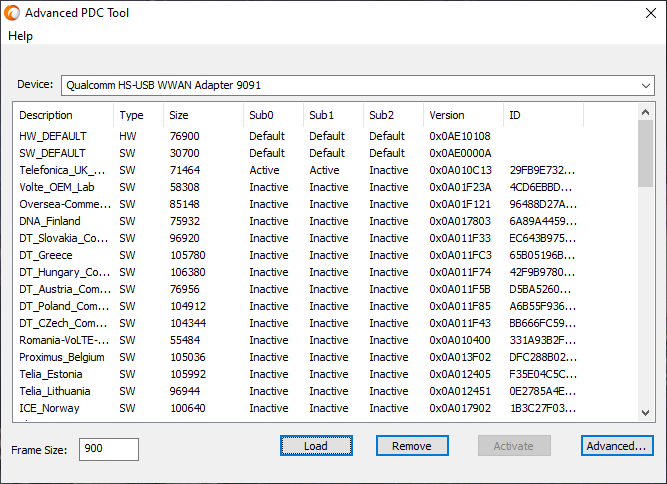 Advanced PDC Tool
Help
Device: Qualcomm HS-USB WWAN Adapter 9091
Description Type Size Sub0 Sub1 Sub2 Version ID
HW_DEFAULT HW 76900 Default Default Default 0x0AE10108
SW_DEFAULT SW 30700 Default Default Default 0x0AE0000A
Telefonica_UK_... SW 71464 Active Active Inactive 0x0A010C13 29FB9E732...
Volte_OEM_Lab SW 58308 Inactive Inactive Inactive 0x0A01F23A 4CD6EBBD...
Oversea-Comme... SW 85148 Inactive Inactive Inactive 0x0A01F121 96488D27A...
DNA_Finland SW 75932 Inactive Inactive Inactive 0x0A017803 6A89A4459...
DT_Slovakia_Co... SW 96920 Inactive Inactive Inactive 0x0A011F33 EC643B975...
DT_Greece SW 105780 Inactive Inactive Inactive 0x0A011FC3 65B05196B...
DT_Hungary_Co... SW 106380 Inactive Inactive Inactive 0x0A011F74 42F9B9780...
DT_Austria_Com... SW 76956 Inactive Inactive Inactive 0x0A011F5B D5BA5260...
DT_Poland_Com... SW 104912 Inactive Inactive Inactive 0x0A011F85 A6B55F936...
DT_CZech_Com... SW 104344 Inactive Inactive Inactive 0x0A011F43 BB666FC59...
Romania-VoLTE-... SW 55484 Inactive Inactive Inactive 0x0A010400 331A93B2F...
Proximus_Belgium SW 105036 Inactive Inactive Inactive 0x0A013F02 DFC288B02...
Telia_Estonia SW 105992 Inactive Inactive Inactive 0x0A012405 F35E04C5C...
Telia_Lithuania SW 96944 Inactive Inactive Inactive 0x0A012451 0E2785A4E...
ICE_Norway SW 100640 Inactive Inactive Inactive 0x0A017902 1B3C27F03...
Frame Size: 900 Load Remove Activate Advanced...